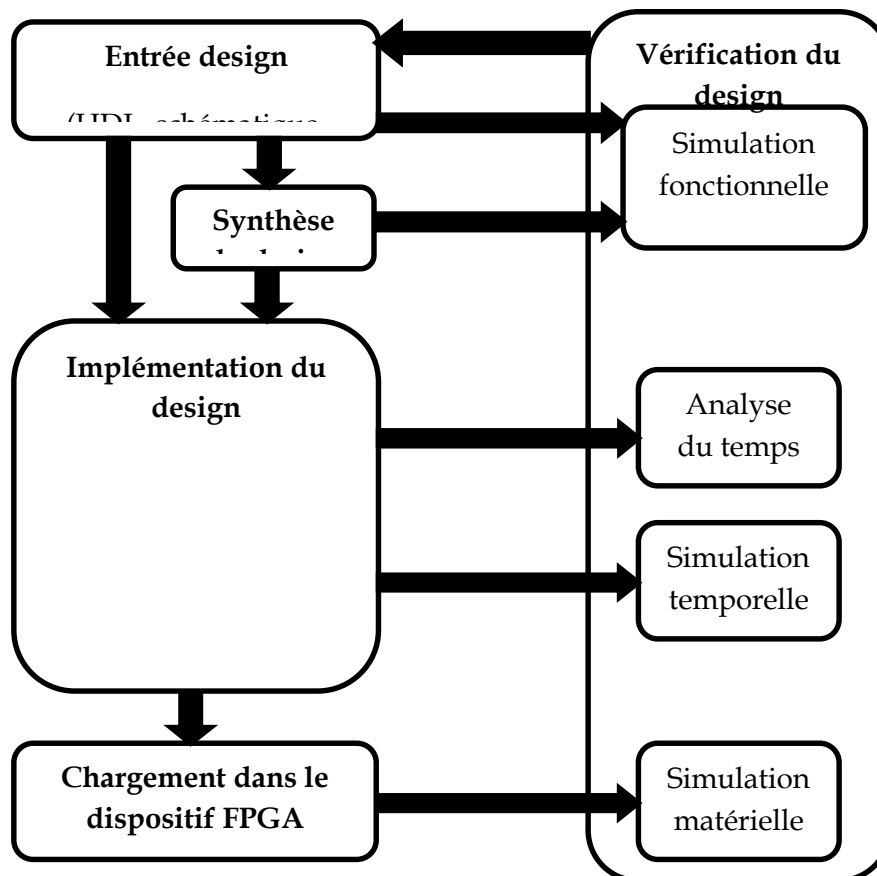 Entrée design
Vérification du
design
Simulation
fonctionnelle
Synthèse
Implémentation du
design
Analyse
du temps
Simulation
temporelle
Chargement dans le
dispositif FPGA
Simulation
matérielle